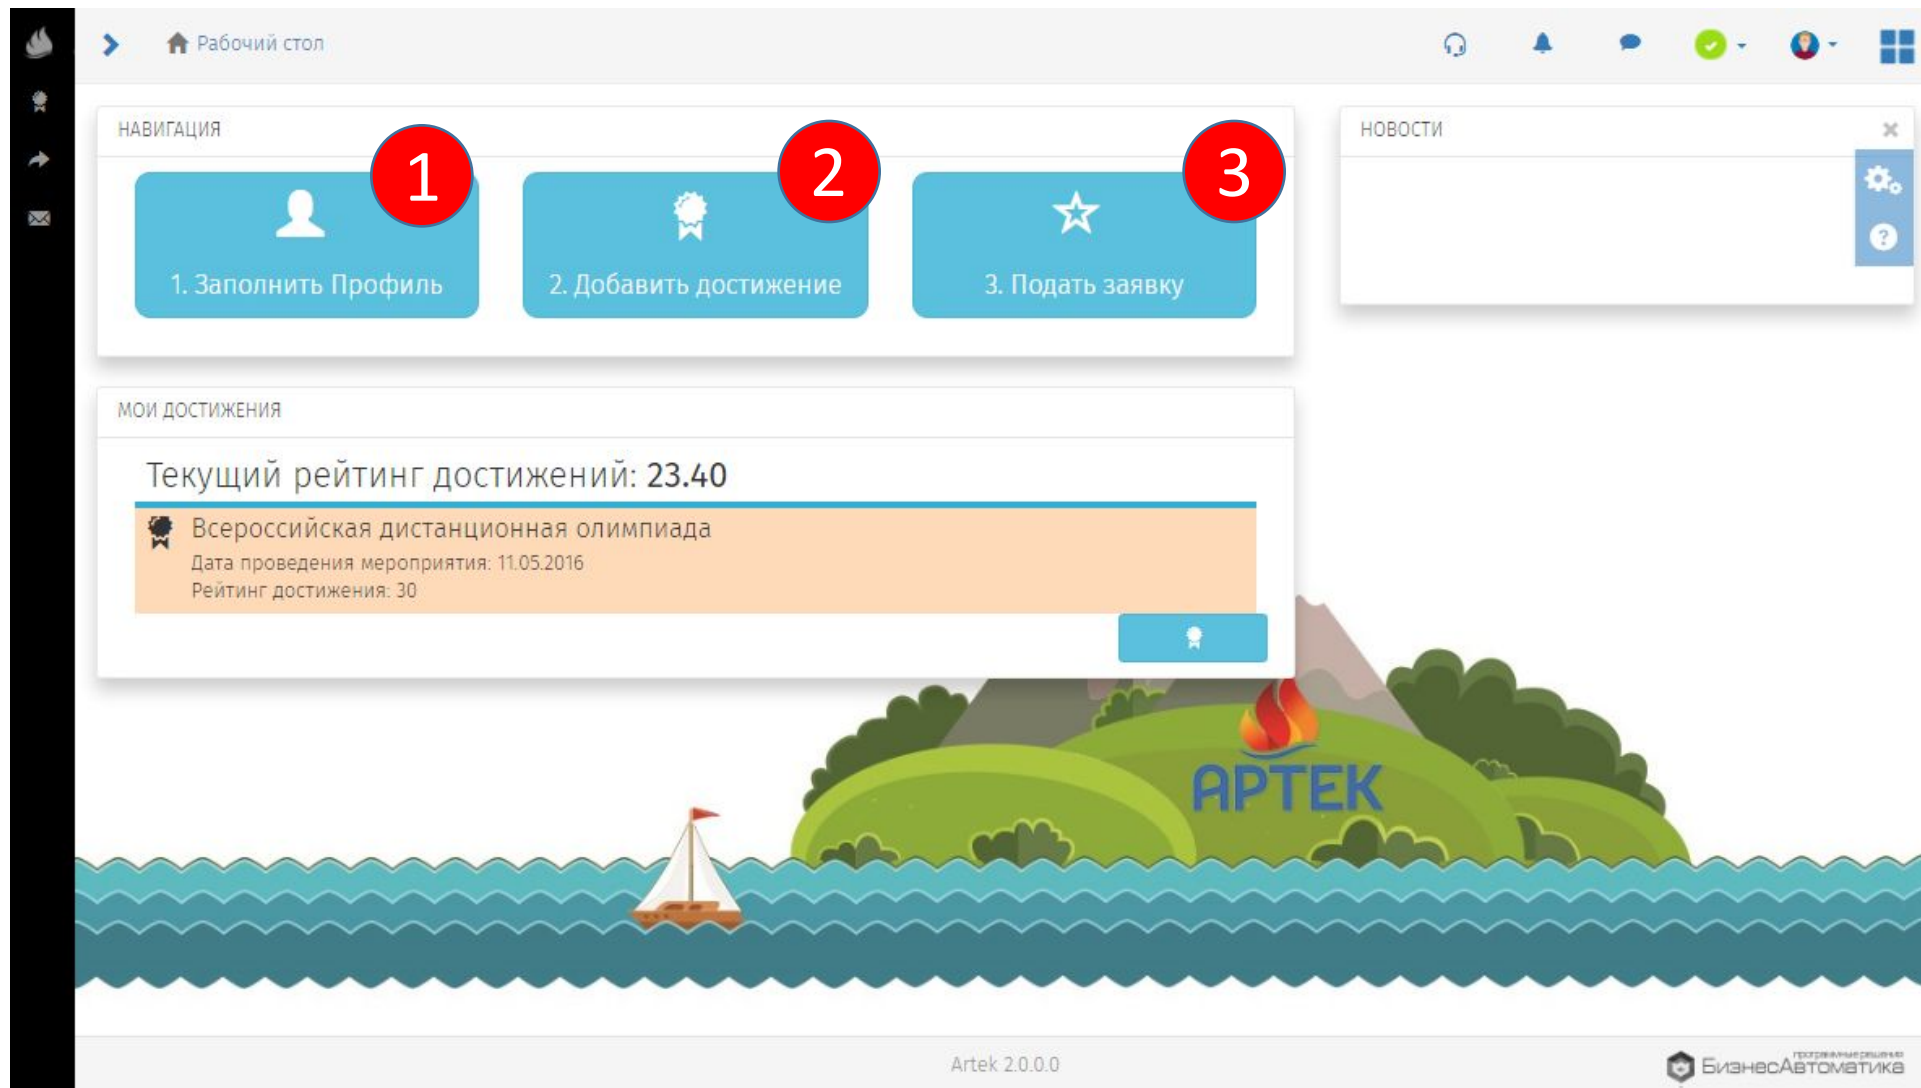 Рабочий стол
НАВИГАЦИЯ
1
2
3
1. Заполнить Профиль
2. Добавить достижение
3. Подать заявку
НОВОСТИ
МОИ ДОСТИЖЕНИЯ
Текущий рейтинг достижений: 23.40
Всероссийская дистанционная олимпиада
Дата проведения мероприятия: 11.05.2016
Рейтинг достижения: 30
АРТЕК
Artek 2.0.0.0
программные решения
БизнесАвтоматика